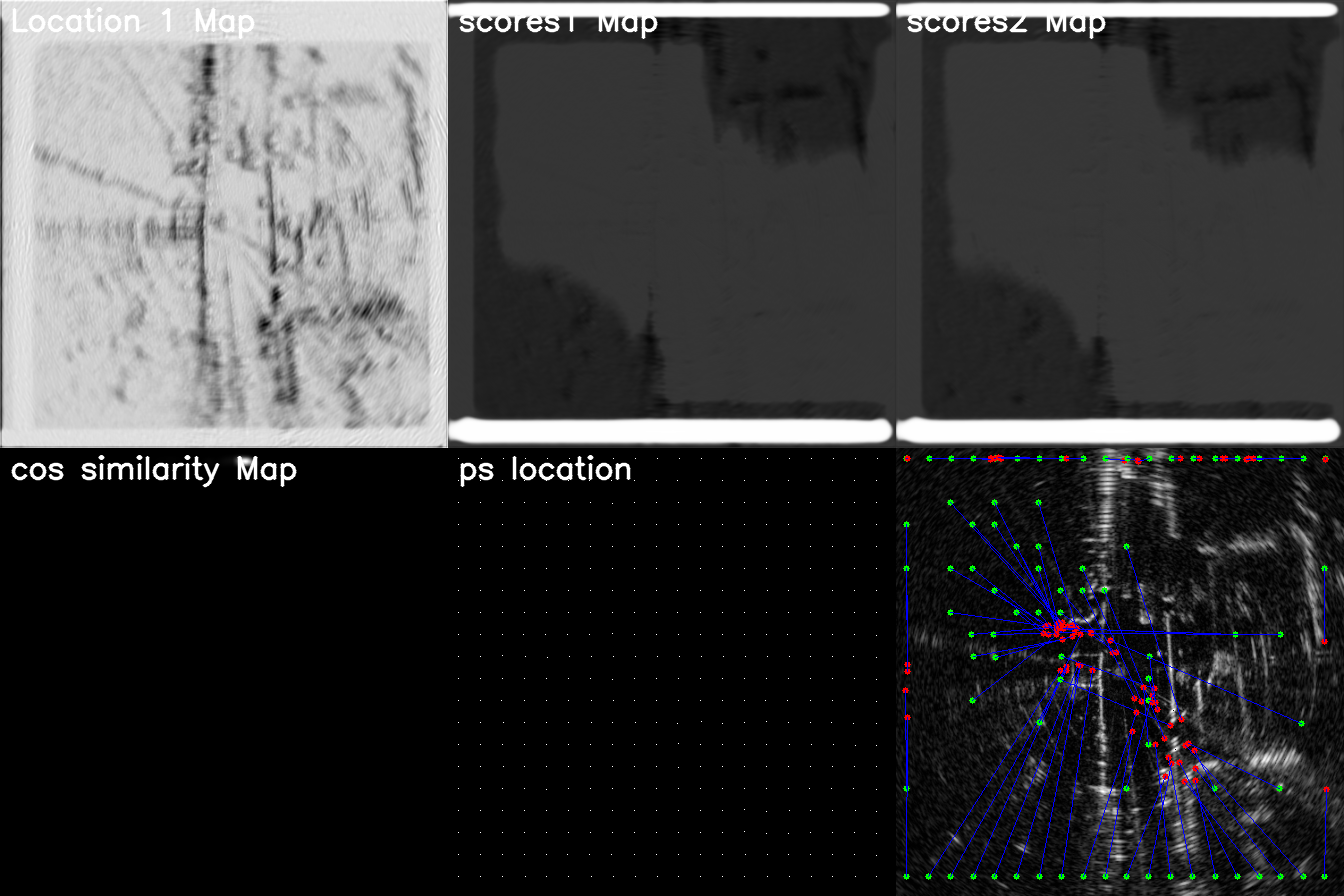 Location 1 Map
scores1 Map
scores2 Map
cos similarity Map
ps location